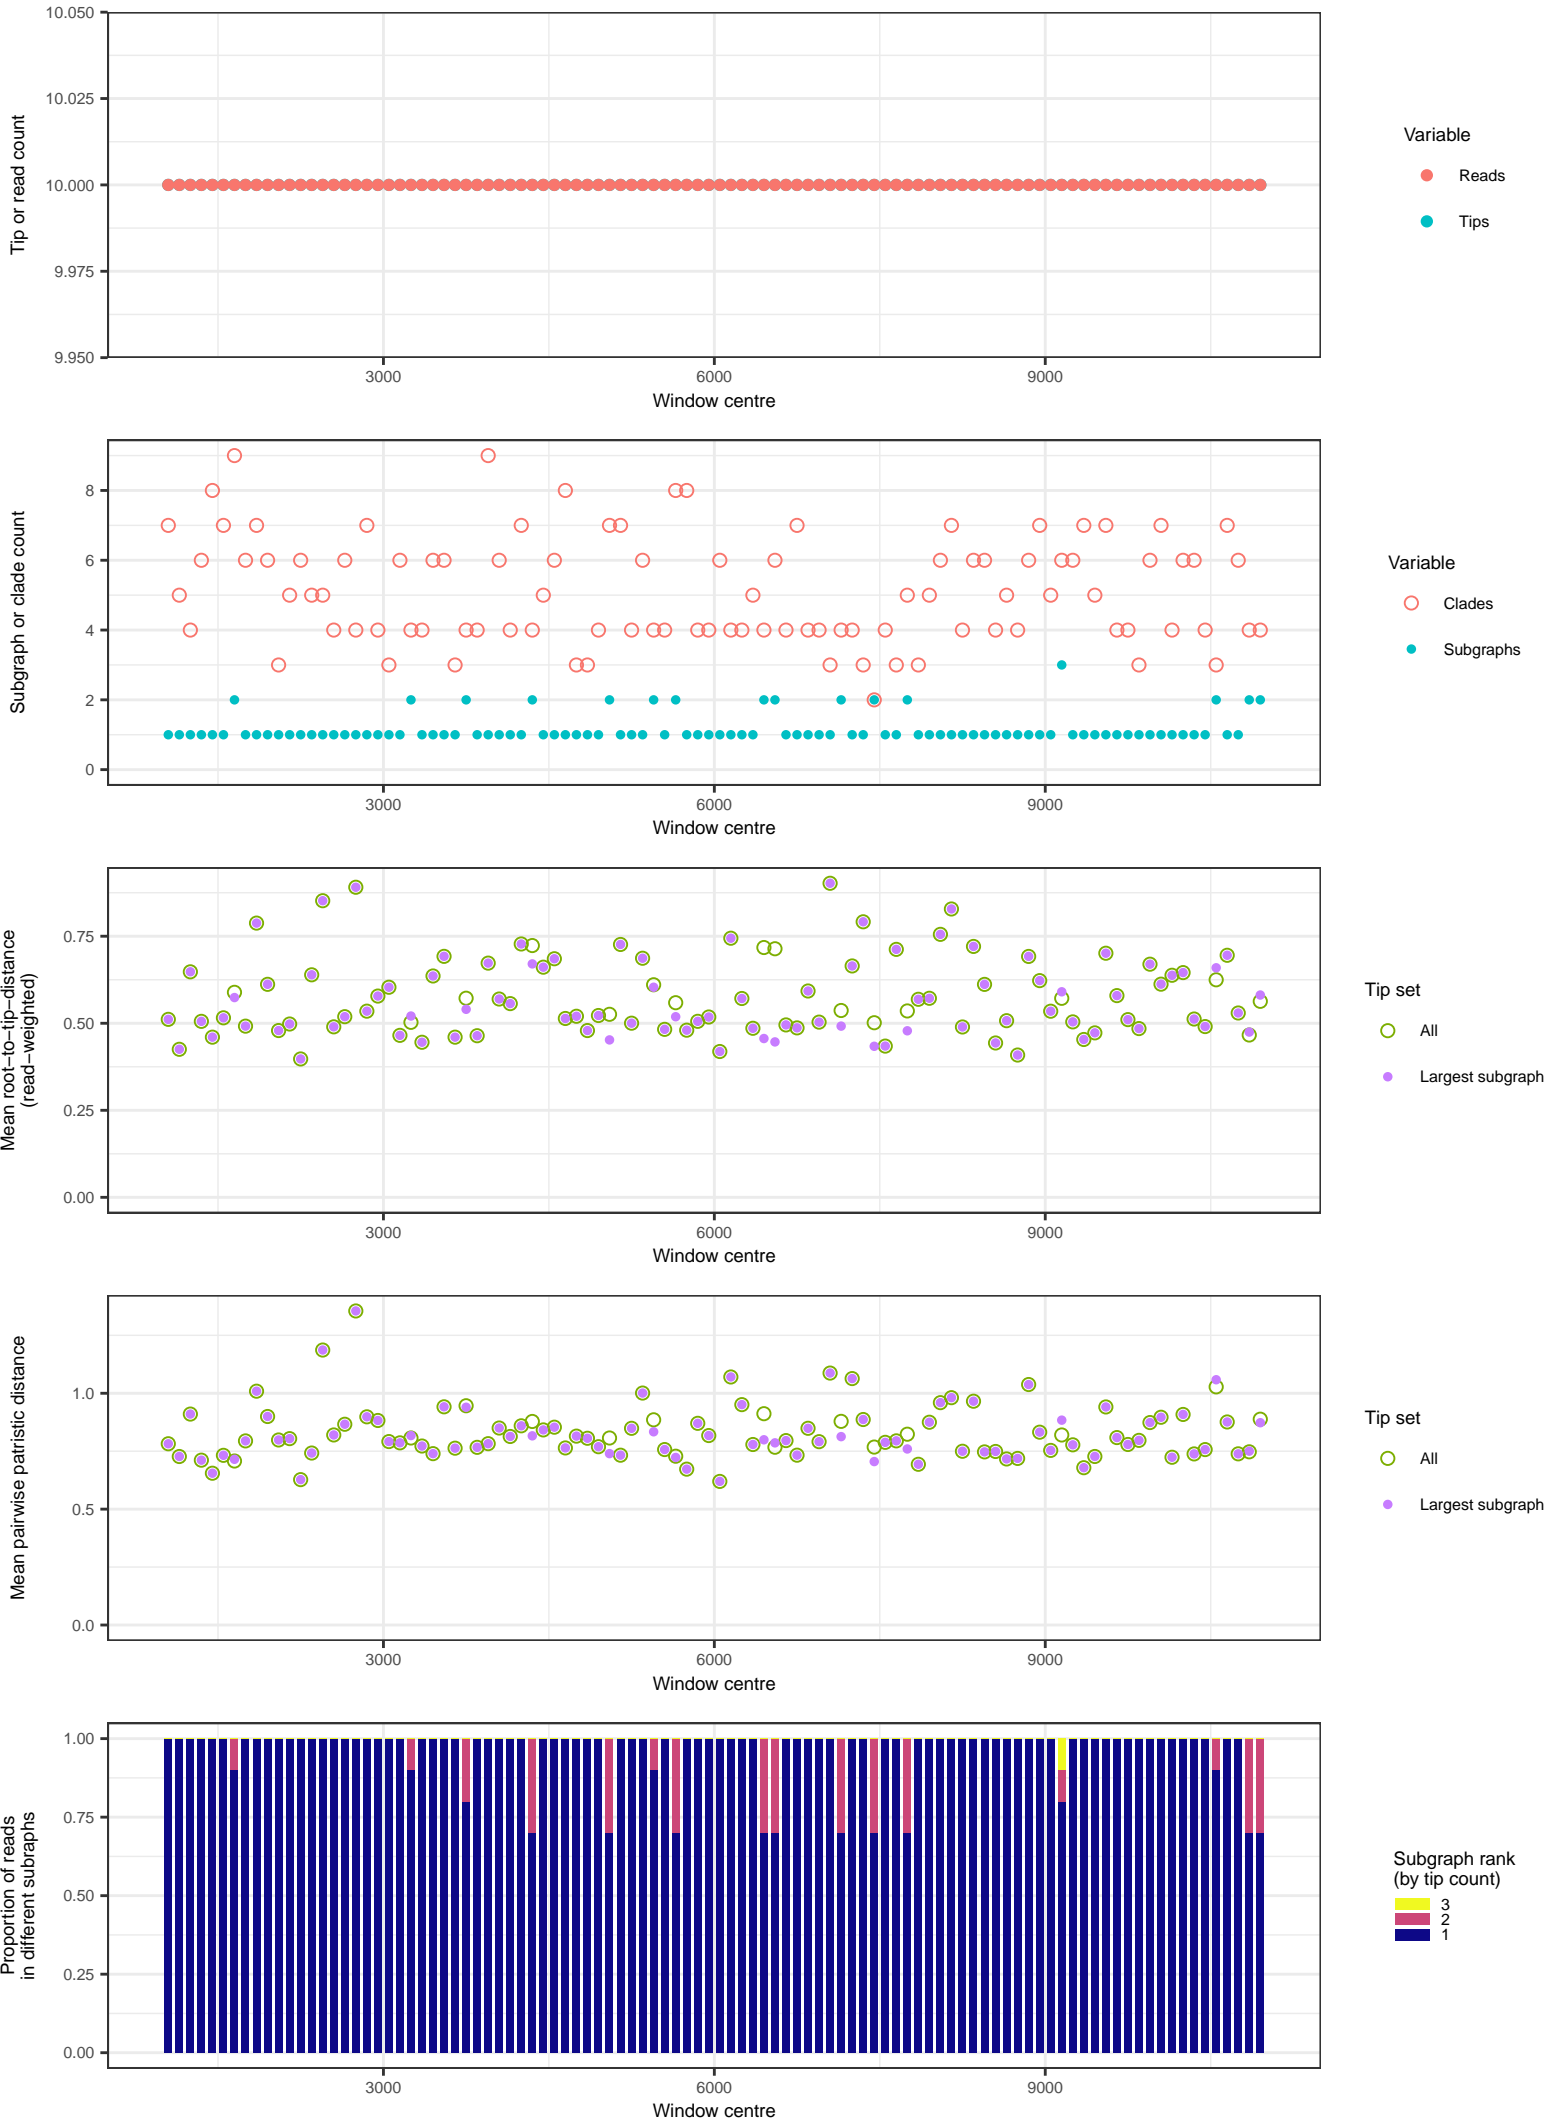 10.050
10.025
10.000
9.975
9.950
Tip or read count
3000
6000
9000
Window centre
Variable
Reads
Tips
8
6
4
2
0
Subgraph or clade count
3000
6000
9000
Window centre
Variable
Clades
Subgraphs
0.75
0.50
0.25
0.00
Mean root−to−tip−distance
(read−weighted)
3000
6000
9000
Window centre
Tip set
All
Largest subgraph
1.0
0.5
0.0
Mean pairwise patristic distance
3000
6000
9000
Window centre
Tip set
All
Largest subgraph
1.00
0.75
0.50
0.25
0.00
Proportion of reads
in different subraphs
3000
6000
9000
Window centre
Subgraph rank
(by tip count)
3
2
1